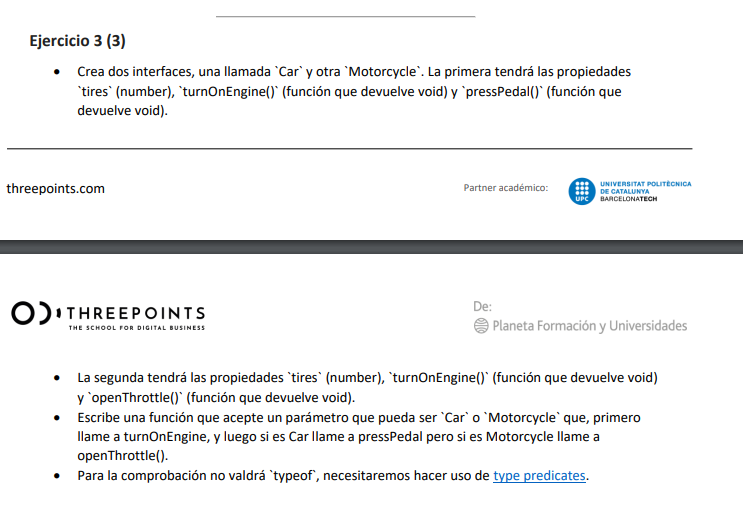 Ejercicio 3 (3)
• Crea dos interfaces, una llamada `Car` y otra `Motorcycle`. La primera tendrá las propiedades
`tires` (number), `turnOnEngine()` (función que devuelve void) y `pressPedal()` (función que
devuelve void).
threepoints.com
Partner académico:
UPC
UNIVERSITAT POLITÈCNICA
DE CATALUNYA
BARCELONATECH
THREEPOINTS
THE SCHOOL FOR DIGITAL BUSINESS
De:
Planeta Formación y Universidades
• La segunda tendrá las propiedades `tires` (number), `turnOnEngine()` (función que devuelve void)
y `openThrottle()` (función que devuelve void).
• Escribe una función que acepte un parámetro que pueda ser `Car` o `Motorcycle` que, primero
llame a turnOnEngine, y luego si es Car llame a pressPedal pero si es Motorcycle llame a
openThrottle().
• Para la comprobación no valdrá `typeof`, necesitaremos hacer uso de type predicates.